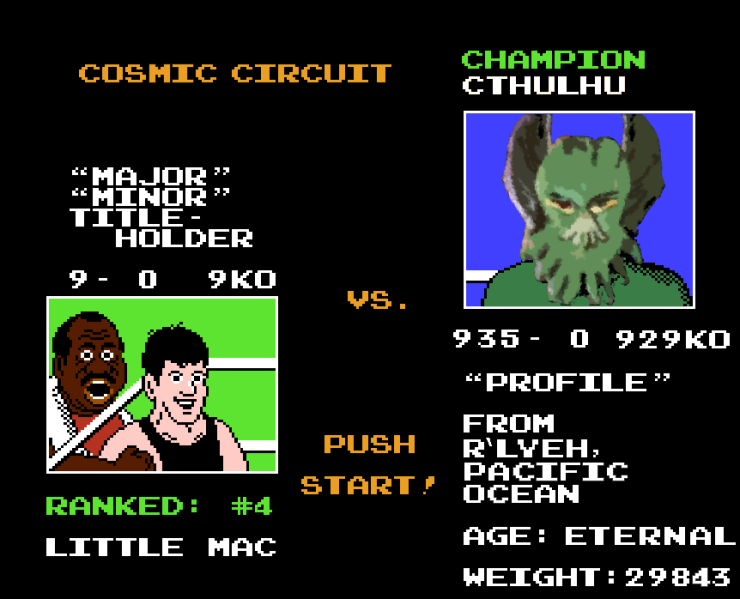 COSMIC CIRCUIT
CHAMPION
CTHULHU
“MAJOR”
“MINOR”
TITLE-
HOLDER
9- 0 9KO
VS.
935- 0 929KO
“PROFILE”
FROM
R'LVEH,
PACIFIC
OCEAN
AGE: ETERNAL
WEIGHT:29843
PUSH
START!
RANKED: #4
LITTLE MAC